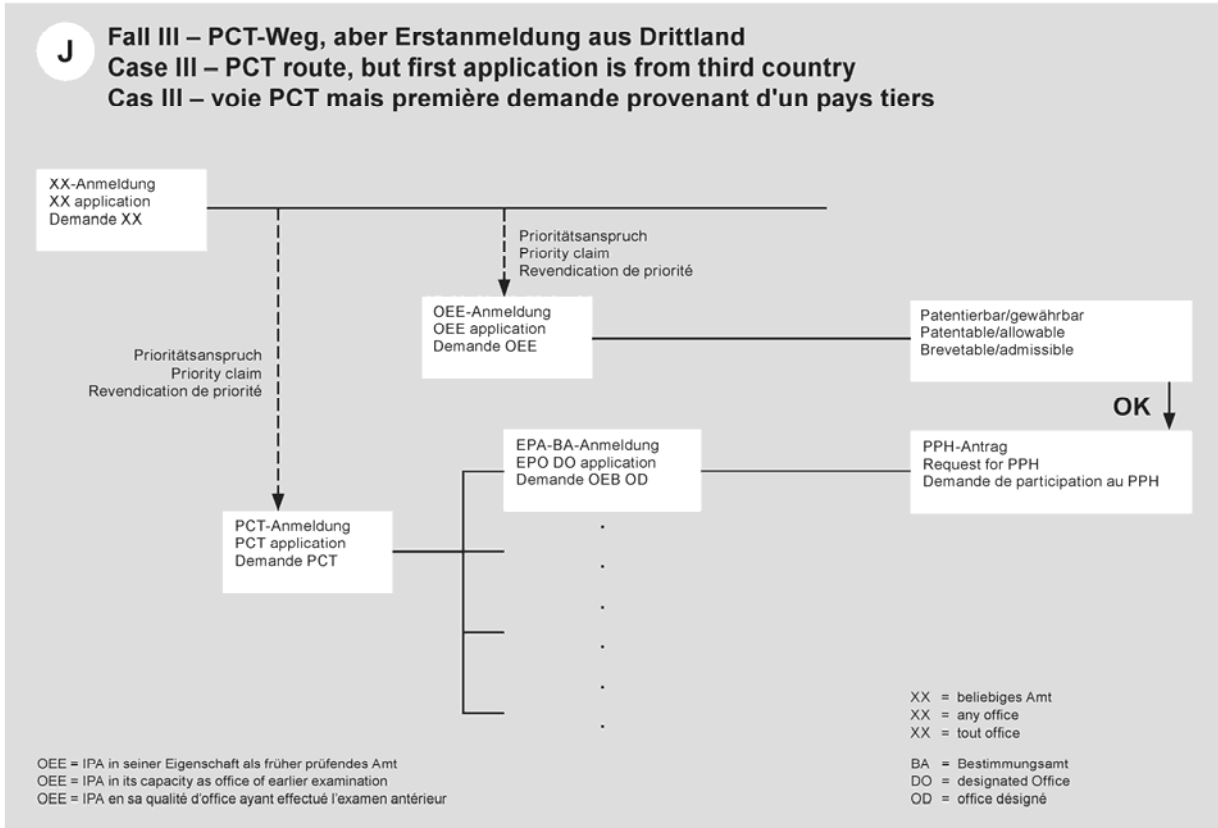 J
Fall III – PCT-Weg, aber Erstanmeldung aus Drittland
Case III – PCT route, but first application is from third country
Cas III – voie PCT mais première demande provenant d'un pays tiers
XX-Anmeldung
XX application
Demande XX
Prioritätsanspruch
Priority claim
Revendication de priorité
OEE-Anmeldung
OEE application
Demande OEE
Patentierbar/gewährbar
Patentable/allowable
Brevetable/admissible
Prioritätsanspruch
Priority claim
Revendication de priorité
OK
EPA-BA-Anmeldung
EPO DO application
Demande OEB OD
PPH-Antrag
Request for PPH
Demande de participation au PPH
PCT-Anmeldung
PCT application
Demande PCT
XX = beliebiges Amt
XX = any office
XX = tout office
OEE = IPA in seiner Eigenschaft als früher prüfendes Amt
OEE = IPA in its capacity as office of earlier examination
OEE = IPA en sa qualité d'office ayant effectué l'examen antérieur
BA = Bestimmungsamt
DO = designated Office
OD = office désigné